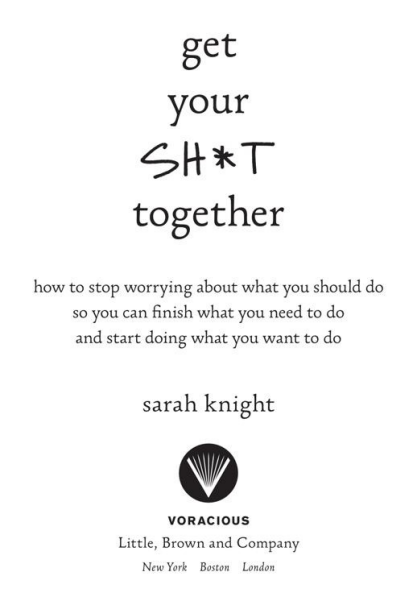 get
your
SH*T
together
how to stop worrying about what you should do
so you can finish what you need to do
and start doing what you want to do
sarah knight
VORACIOUS
Little, Brown and Company
New York Boston London